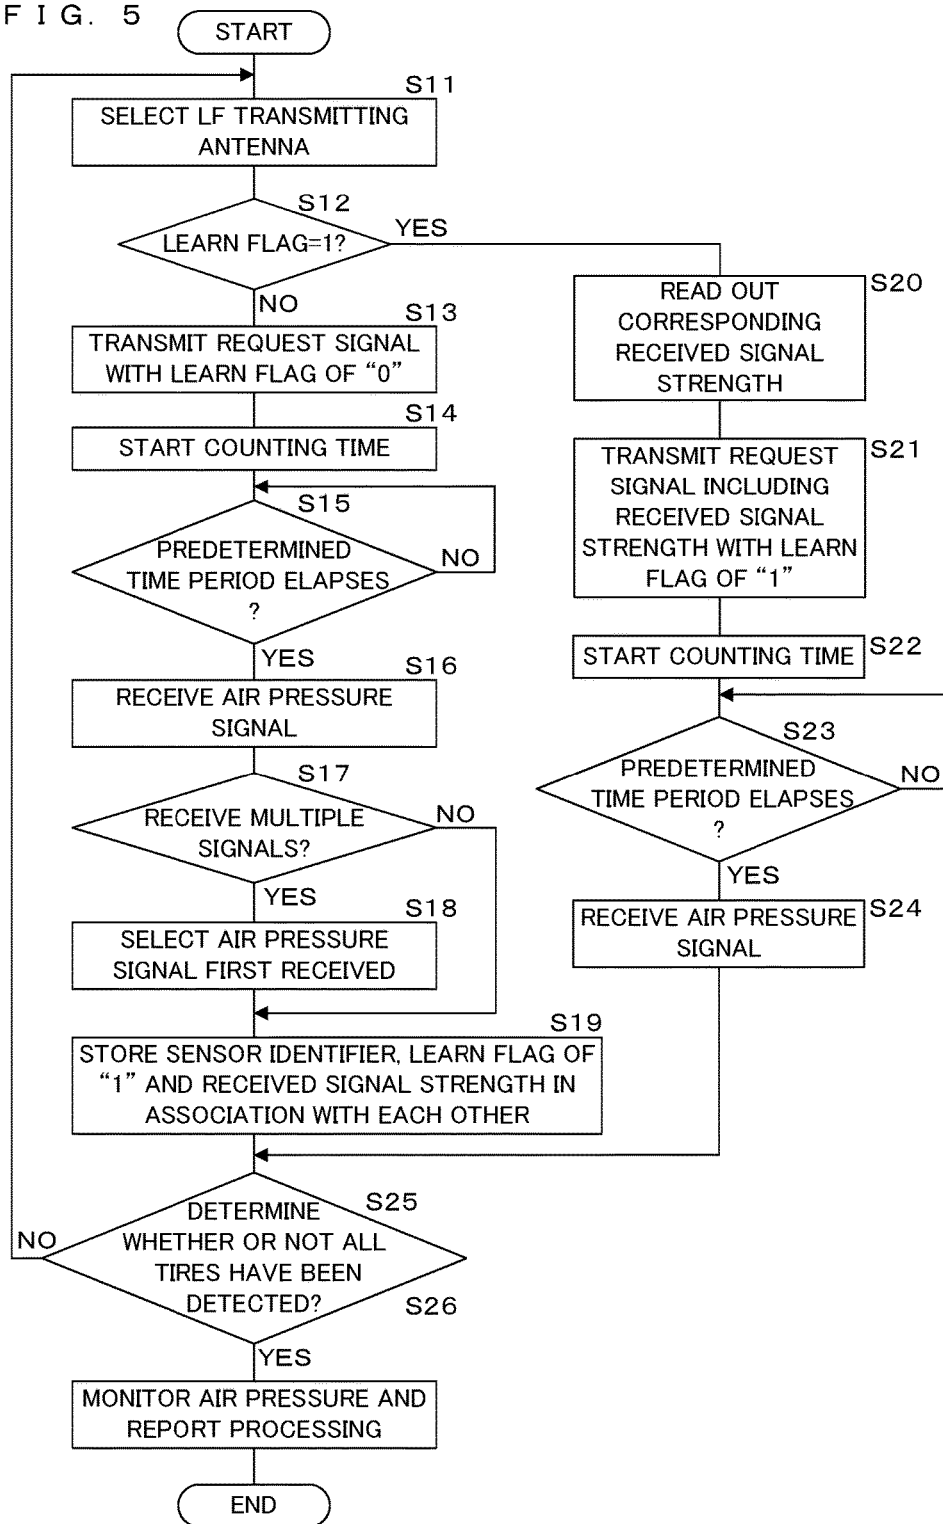 FIG. 5
START
S11
SELECT LF TRANSMITTING
ANTENNA
S12
LEARN FLAG=1?
YES
NO
S13
TRANSMIT REQUEST SIGNAL
WITH LEARN FLAG OF “0”
S14
START COUNTING TIME
S15
PREDETERMINED
TIME PERIOD ELAPSES
?
NO
YES
S16
RECEIVE AIR PRESSURE
SIGNAL
S17
RECEIVE MULTIPLE
SIGNALS?
NO
YES
S18
SELECT AIR PRESSURE
SIGNAL FIRST RECEIVED
S19
STORE SENSOR IDENTIFIER, LEARN FLAG OF
“1” AND RECEIVED SIGNAL STRENGTH IN
ASSOCIATION WITH EACH OTHER
S20
READ OUT
CORRESPONDING
RECEIVED SIGNAL
STRENGTH
S21
TRANSMIT REQUEST
SIGNAL INCLUDING
RECEIVED SIGNAL
STRENGTH WITH LEARN
FLAG OF “1”
S22
START COUNTING TIME
S23
PREDETERMINED
TIME PERIOD ELAPSES
?
NO
YES
S24
RECEIVE AIR PRESSURE
SIGNAL
S25
DETERMINE
WHETHER OR NOT ALL
TIRES HAVE BEEN
DETECTED?
NO
S26
YES
MONITOR AIR PRESSURE AND
REPORT PROCESSING
END